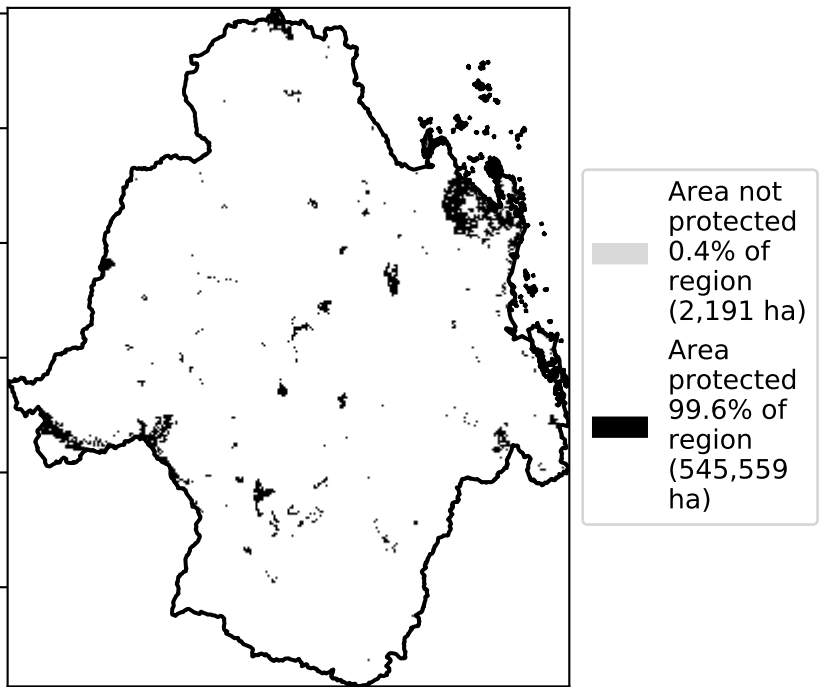 Area not
protected
0.4% of
region
(2,191 ha)
Area
protected
99.6% of
region
(545,559
ha)